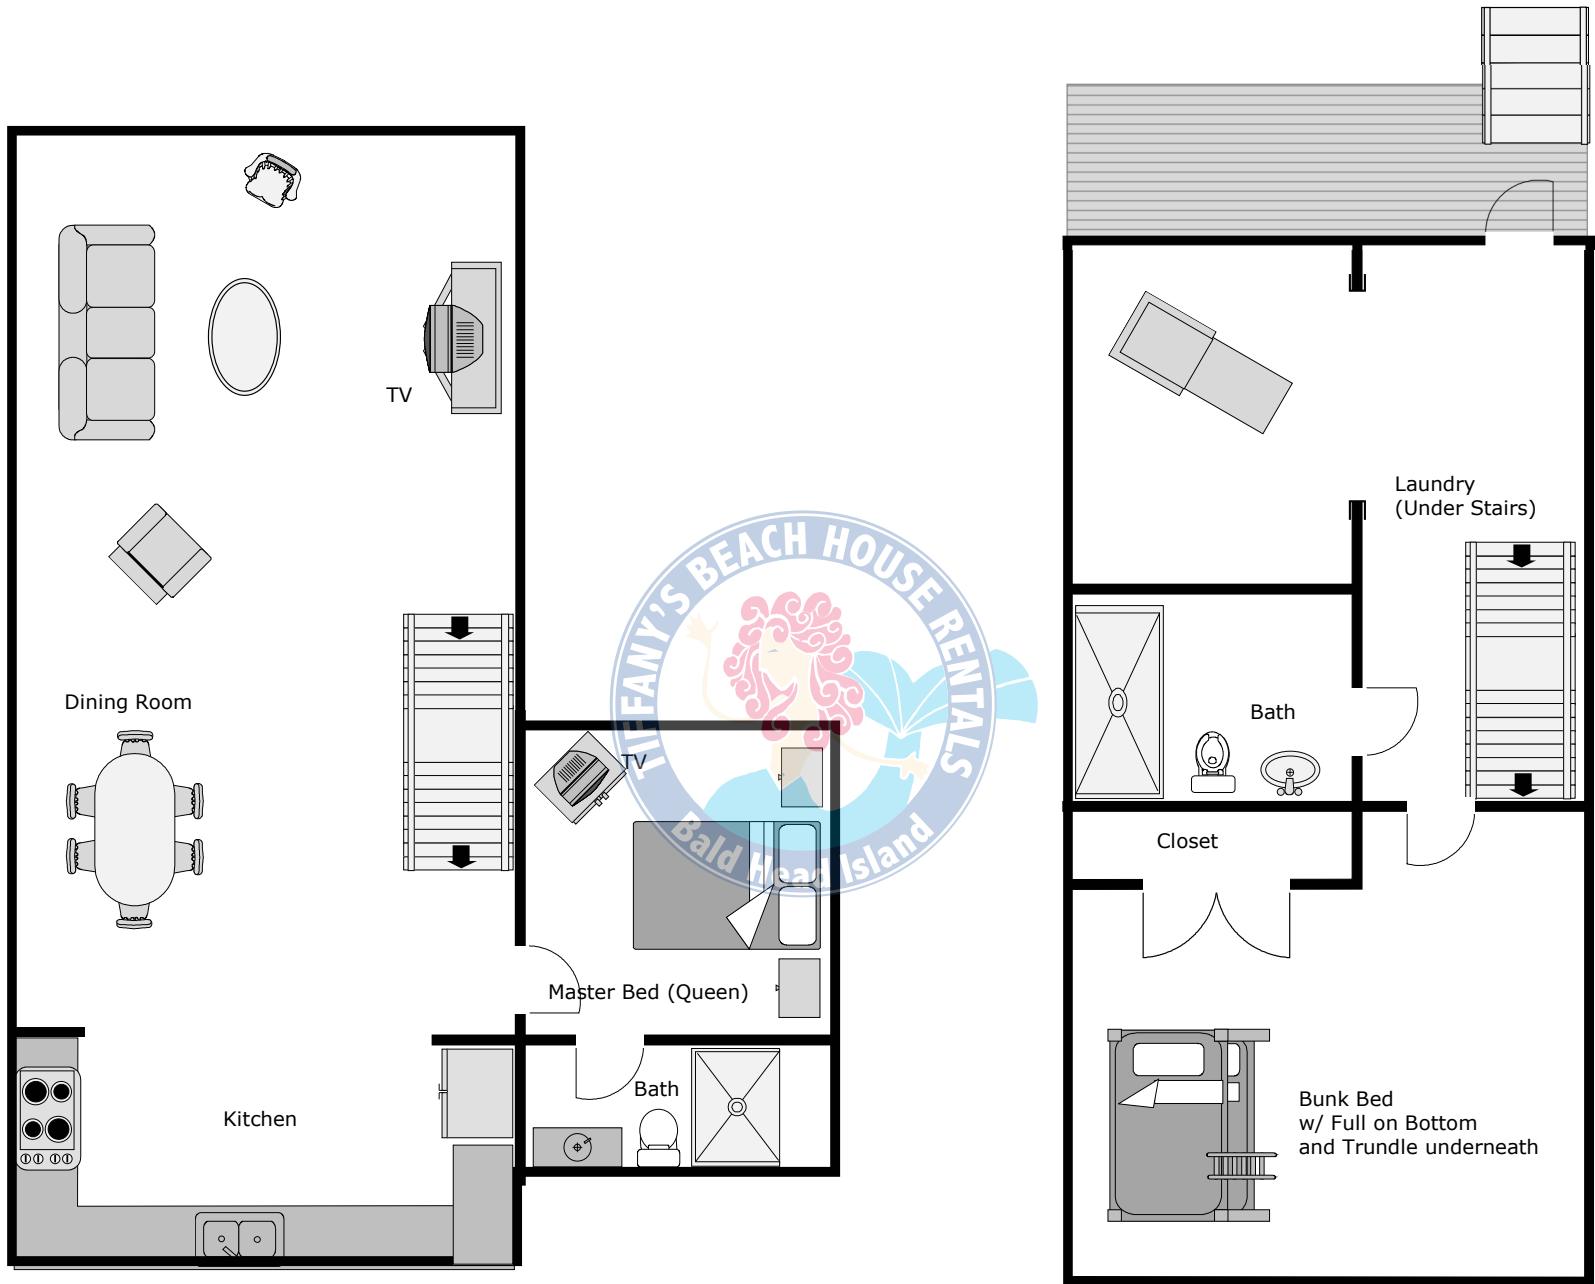 TV
Dining Room
TV
Master Bed (Queen)
Bath
Kitchen
TIFFANY'S BEACH HOUSE RENTALS
Bald Head Island
Laundry
(Under Stairs)
Bath
Closet
Bunk Bed
w/ Full on Bottom
and Trundle underneath